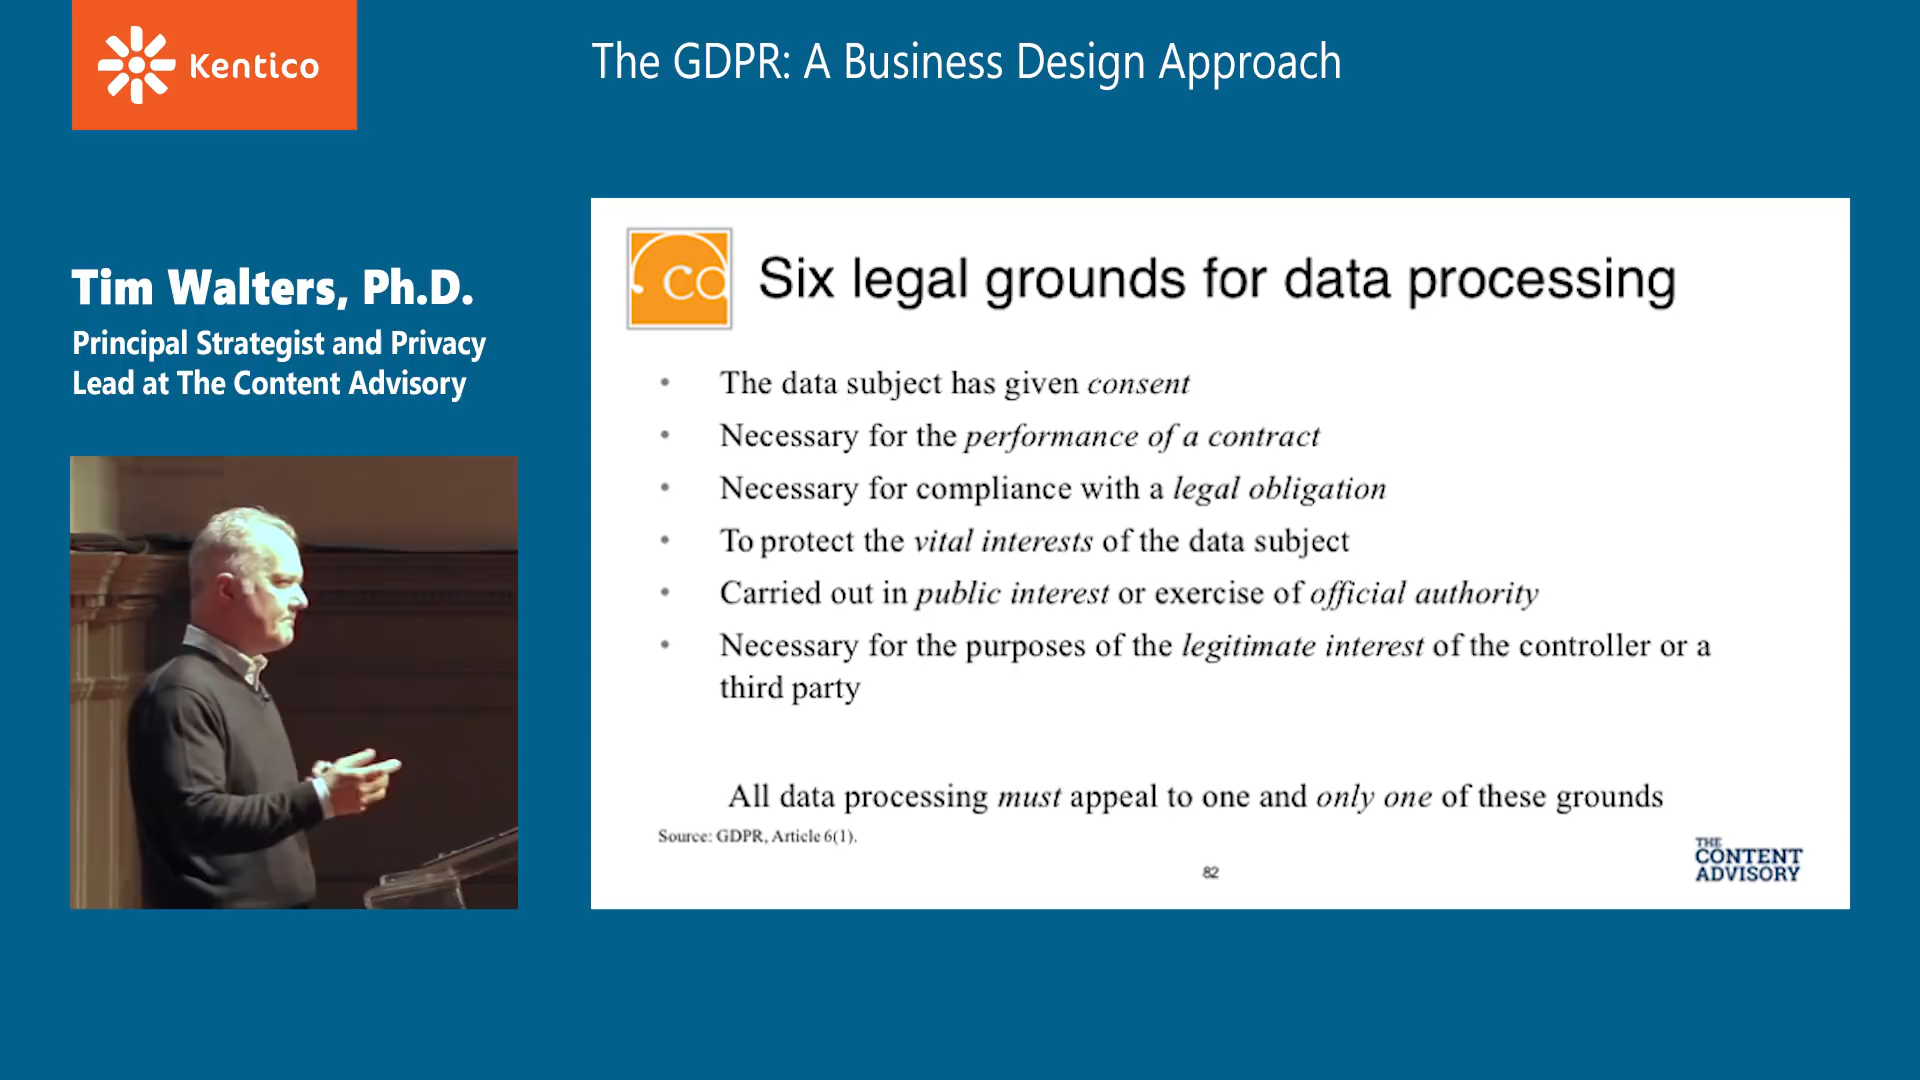 Kentico
The GDPR: A Business Design Approach
Tim Walters, Ph.D.
Principal Strategist and Privacy
Lead at The Content Advisory
ca
Six legal grounds for data processing
• The data subject has given consent
• Necessary for the performance of a contract
• Necessary for compliance with a legal obligation
• To protect the vital interests of the data subject
• Carried out in public interest or exercise of official authority
• Necessary for the purposes of the legitimate interest of the controller or a
third party
All data processing must appeal to one and only one of these grounds
Source: GDPR, Article 6(1).
82
THE
CONTENT
ADVISORY